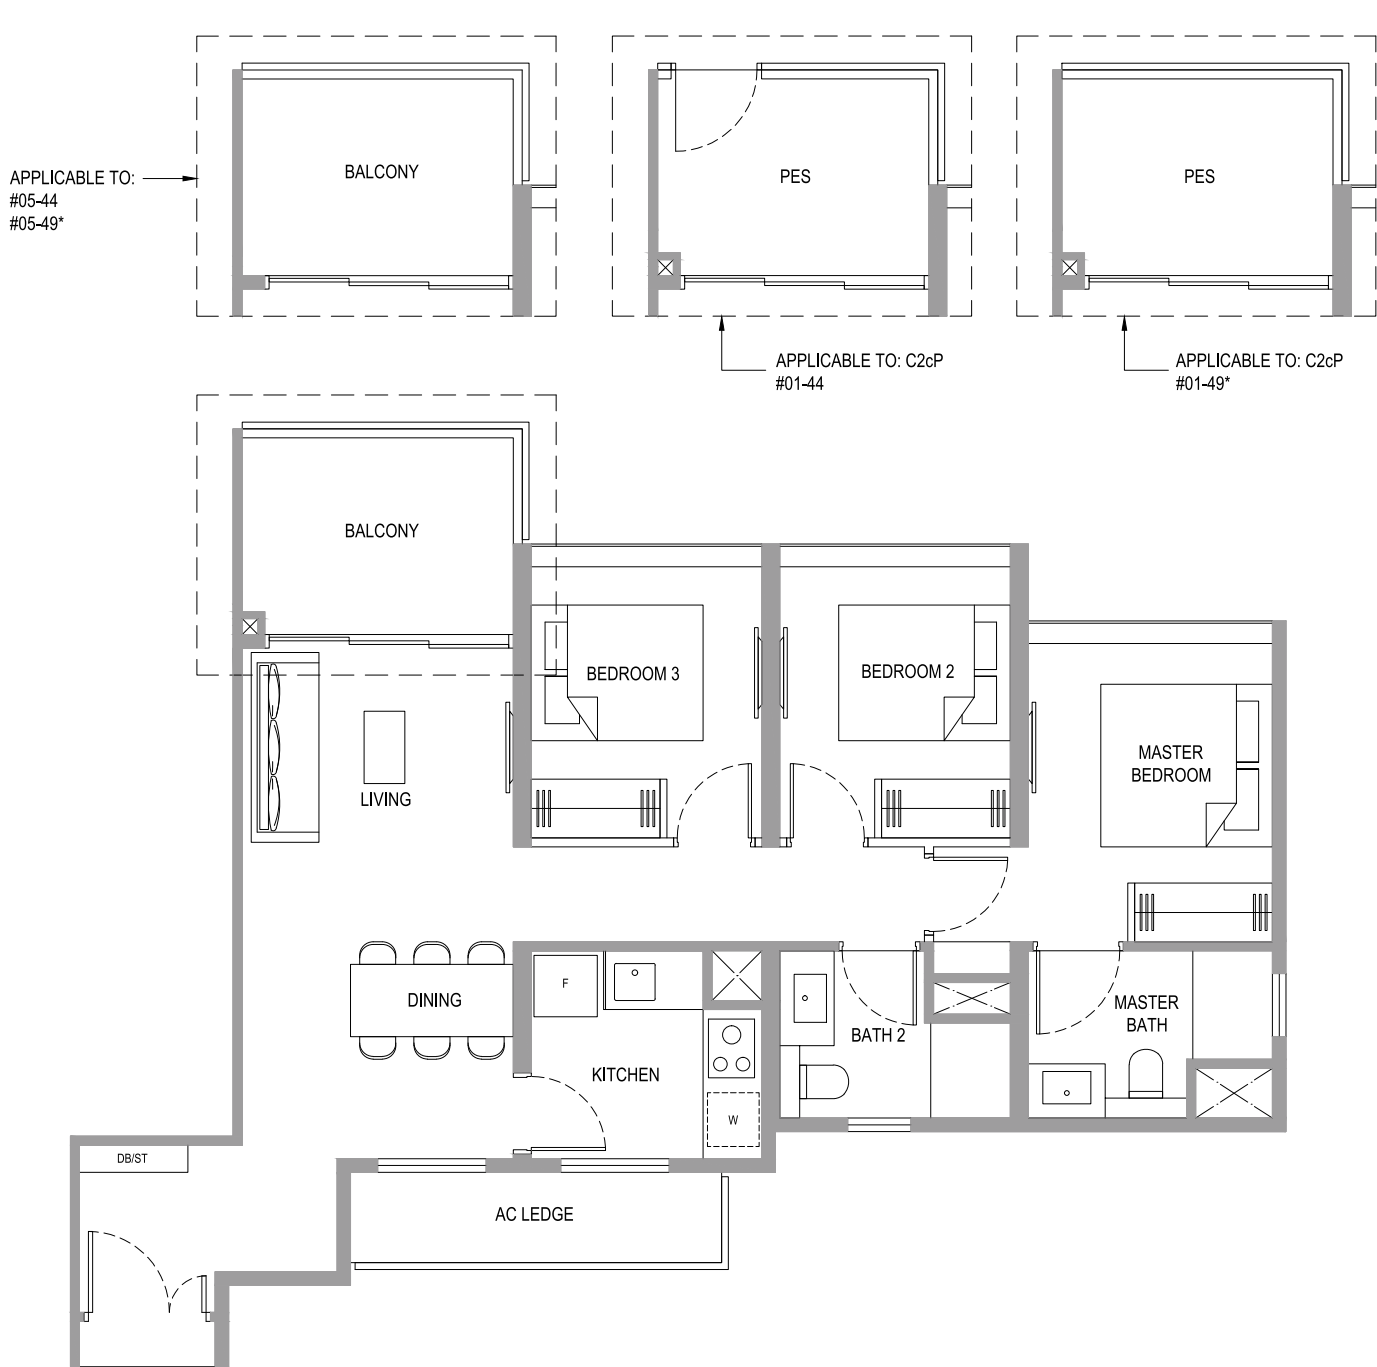 BALCONY
PES
PES
APPLICABLE TO:
#05-44
#05-49*
APPLICABLE TO: C2cP
#01-44
APPLICABLE TO: C2cP
#01-49*
BALCONY
BEDROOM 3
BEDROOM 2
MASTER
BEDROOM
LIVING
DINING
F
KITCHEN
W
BATH 2
MASTER
BATH
DB/ST
AC LEDGE